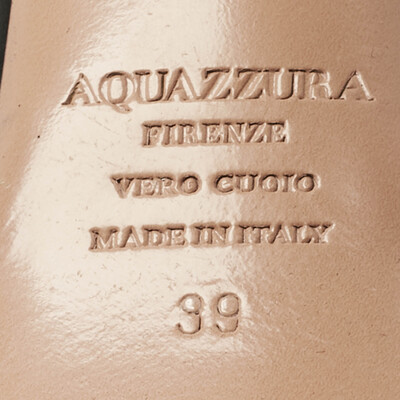 AQUAZZURA
FIRENZE
VERO CUOIO
MADE IN ITALY
39